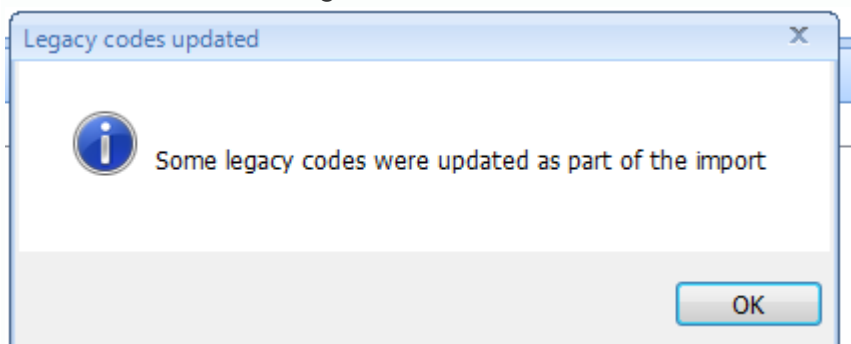 Legacy codes updated
x
Some legacy codes were updated as part of the import
OK